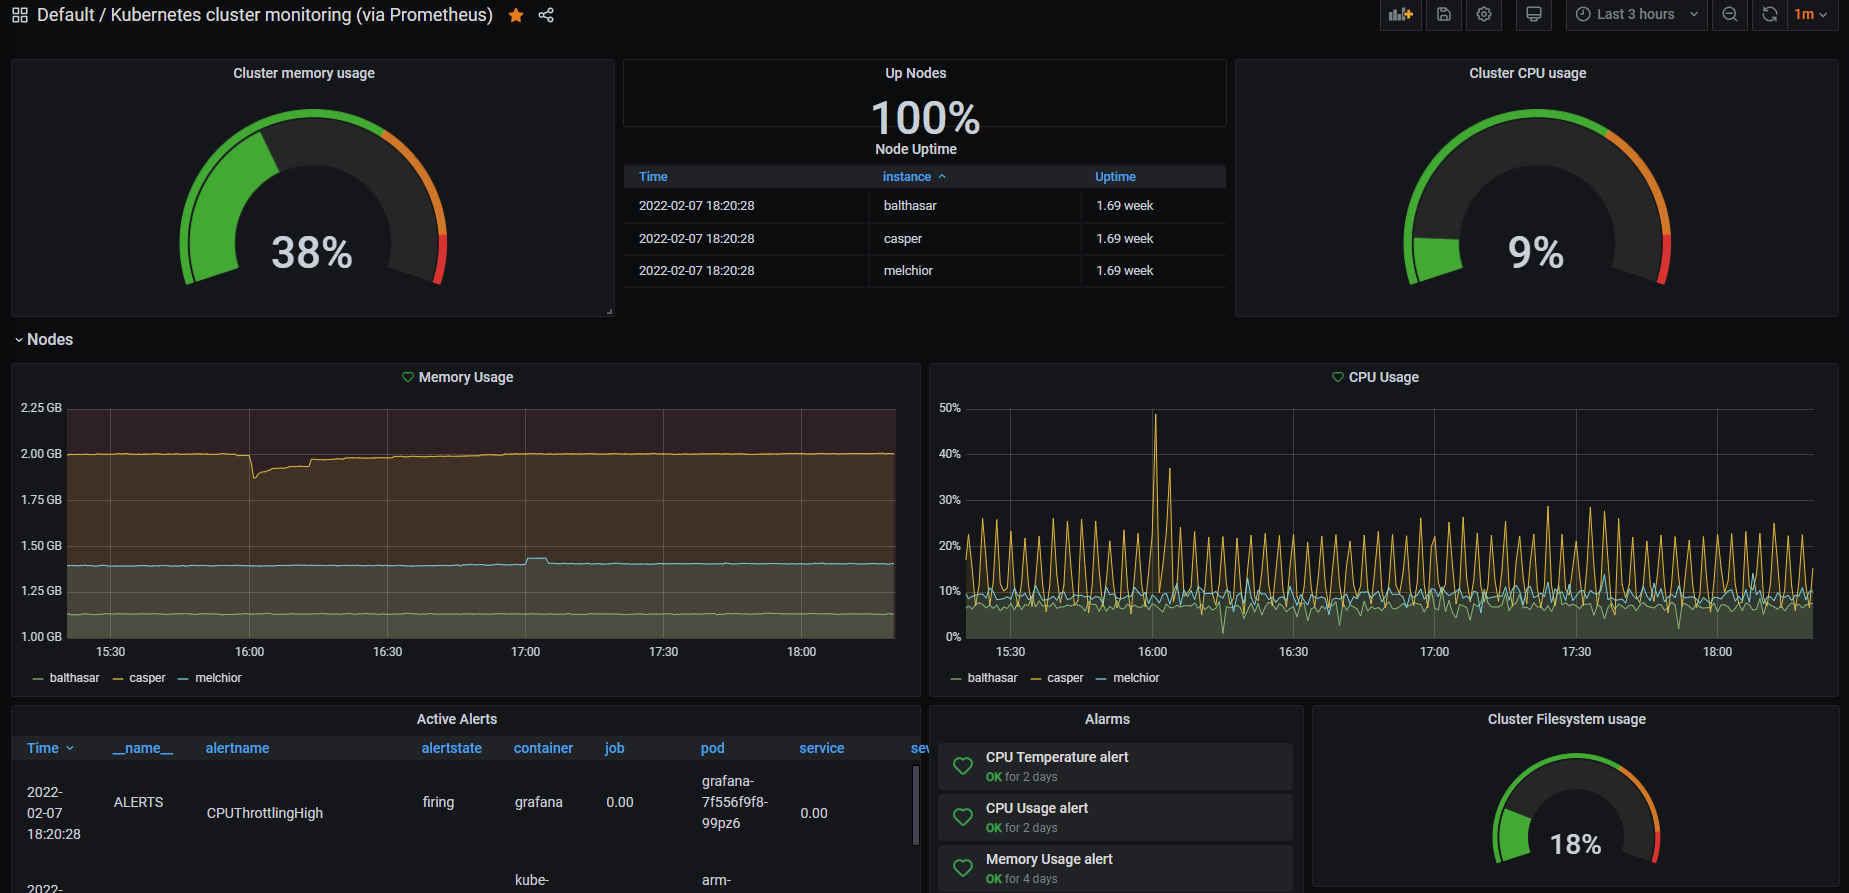 Default / Kubernetes cluster monitoring (via Prometheus)
Last 3 hours
1m
Cluster memory usage
38%
Up Nodes
100%
Node Uptime
Time instance Uptime
2022-02-07 18:20:28 balthasar 1.69 week
2022-02-07 18:20:28 casper 1.69 week
2022-02-07 18:20:28 melchior 1.69 week
Cluster CPU usage
9%
Nodes
Memory Usage
2.25 GB
2.00 GB
1.75 GB
1.50 GB
1.25 GB
1.00 GB
15:30 16:00 16:30 17:00 17:30 18:00
balthasar casper melchior
CPU Usage
50%
40%
30%
20%
10%
0%
15:30 16:00 16:30 17:00 17:30 18:00
balthasar casper melchior
Active Alerts
Time __name__ alertname alertstate container job pod service sev
2022-
02-07
18:20:28
ALERTS
CPUThrottlingHigh
firing
grafana
0.00
grafana-
7f556f9f8-
99pz6
0.00
2022-
kube-
arm-
Alarms
CPU Temperature alert
OK for 2 days
CPU Usage alert
OK for 2 days
Memory Usage alert
OK for 4 days
Cluster Filesystem usage
18%